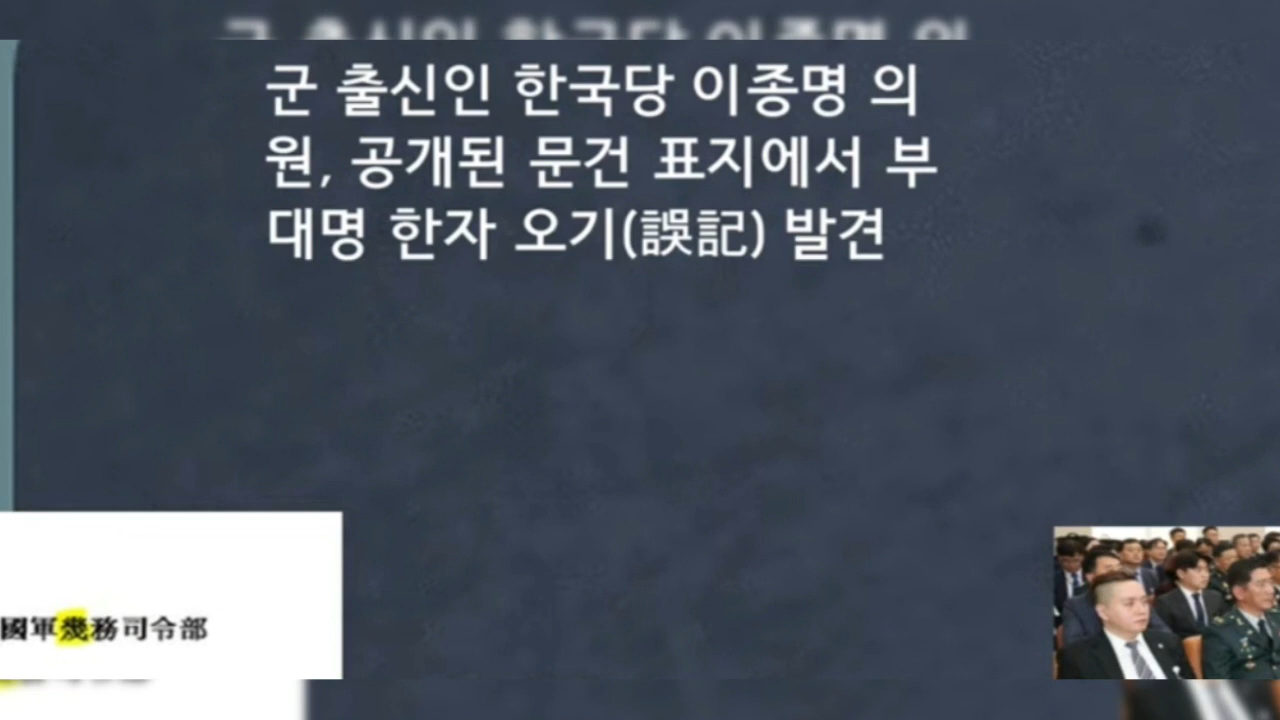 군 출신인 한국당 이종명 의
원, 공개된 문건 표지에서 부
대명 한자 오기(誤記) 발견
國軍幾務司令部